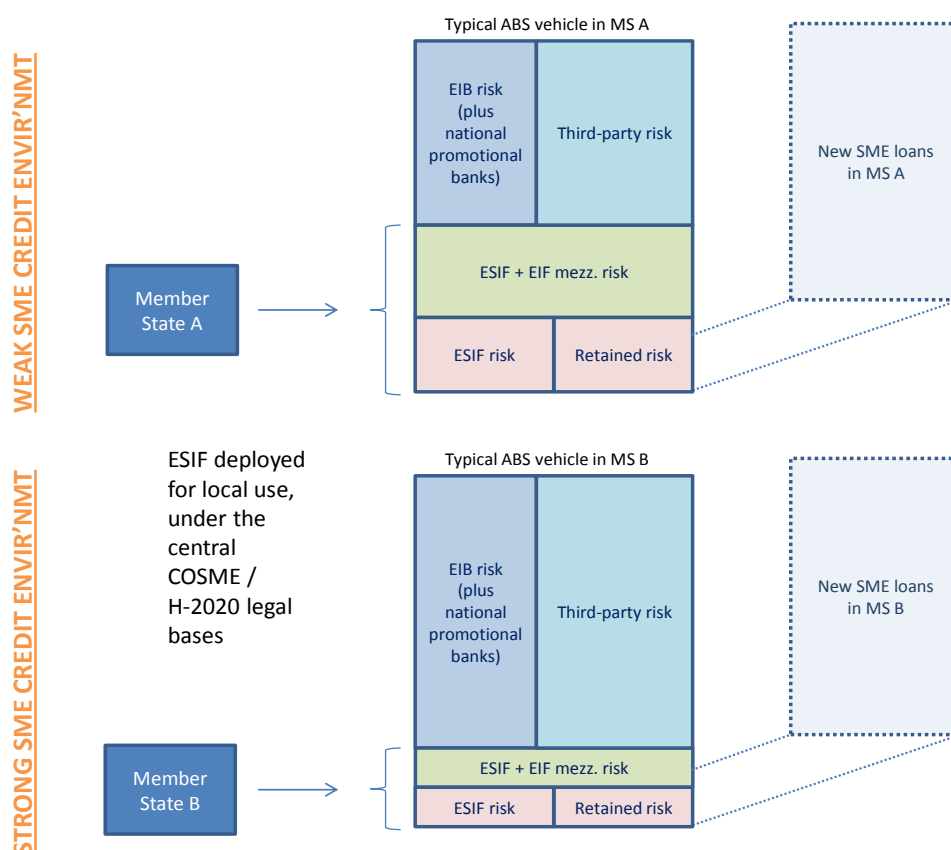 WEAK SME CREDIT ENVIR'NMT
Typical ABS vehicle in MS A
EIB risk
(plus
national
promotional
banks)
Third-party risk
New SME loans
in MS A
ESIF + EIF mezz. risk
Member
State A
ESIF risk
Retained risk
STRONG SME CREDIT ENVIR'NMT
ESIF deployed
for local use,
under the
central
COSME /
H-2020 legal
bases
Typical ABS vehicle in MS B
EIB risk
(plus
national
promotional
banks)
Third-party risk
New SME loans
in MS B
ESIF + EIF mezz. risk
Member
State B
ESIF risk
Retained risk